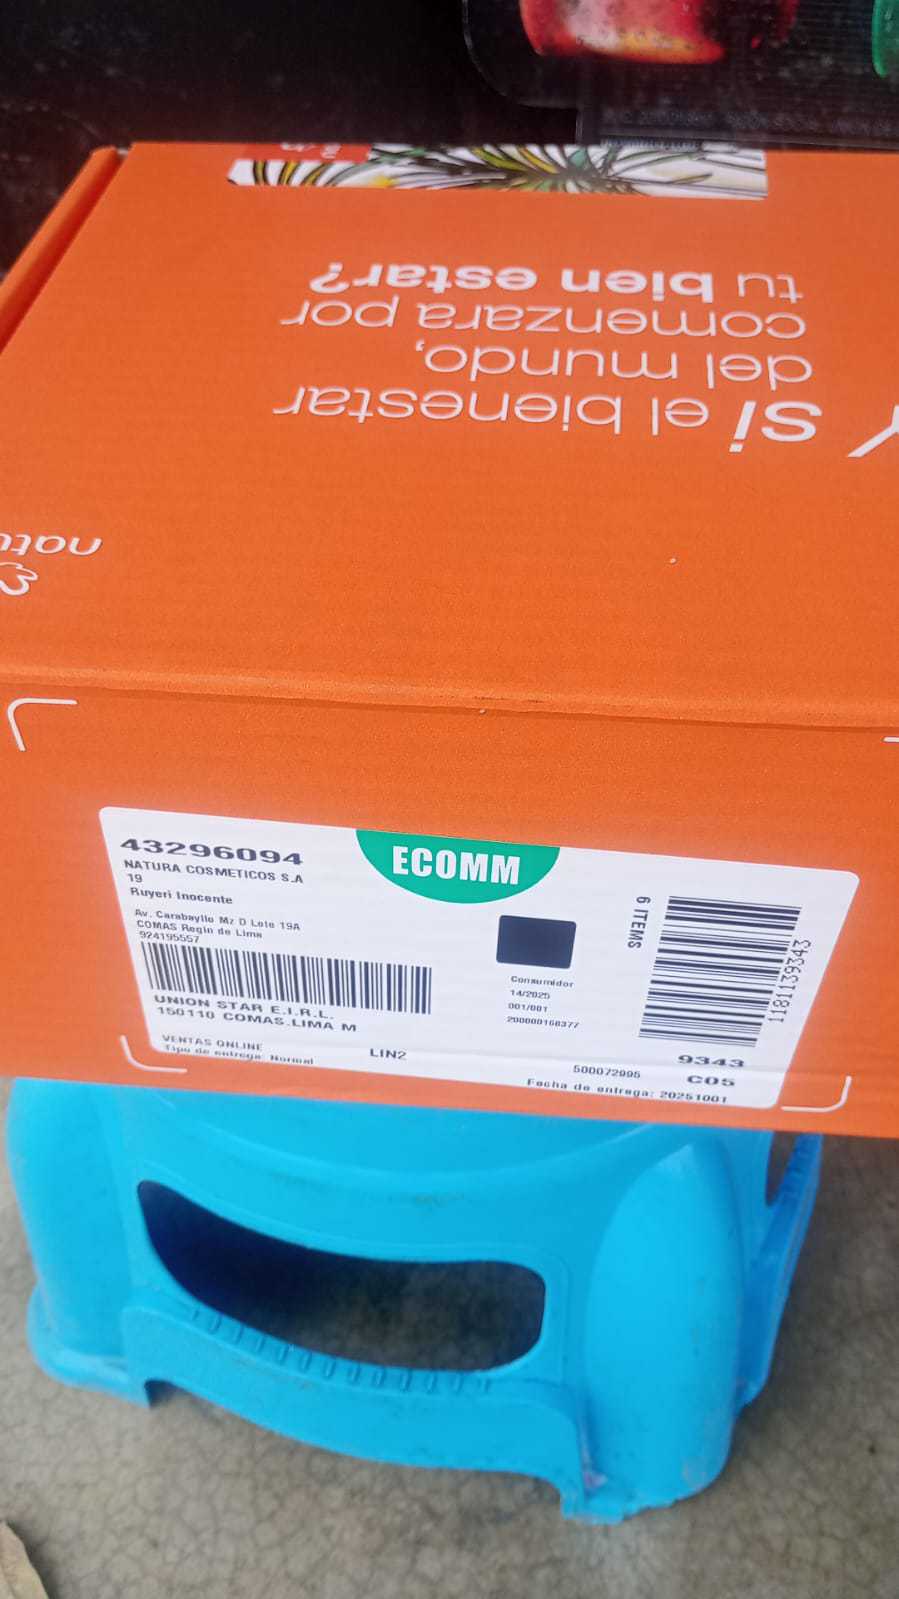 Y
si el bienestar
del mundo,
comenzara por
tu bien estar?
43296094
NATURA COSMETICOS S.A
19
Ruyeri Inocente
Av. Carabayllo Mz D Lote 19A
COMAS Regin de Lima
924195557
UNION STAR E.I.R.L.
150110 COMAS.LIMA M
VENTAS ONLINE
Tipo de entrega: Normal
LIN2
ECOMM
6 ITEMS
Consumidor
14/2025
001/001
200000168377
1181139343
9343
500072995
C05
Fecha de entrega: 20251001